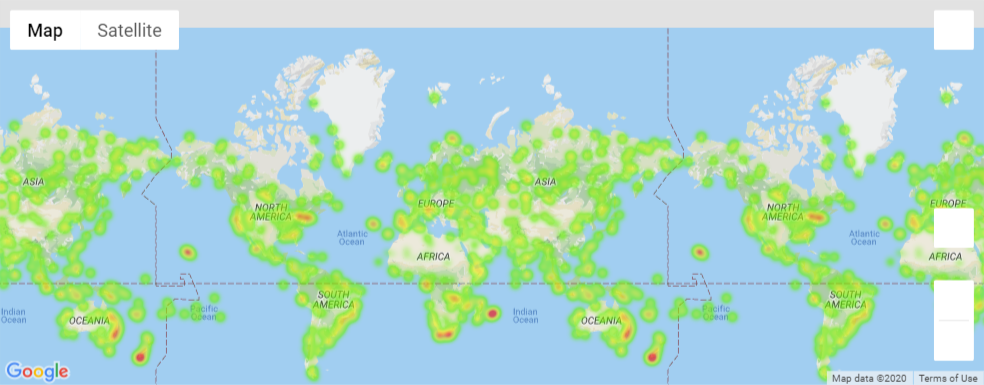 Map
Satellite
ASIA
NORTH
AMERICA
EUROPE
ASIA
NORTH
AMERICA
EUROPE
Atlantic
Ocean
Atlantic
Ocean
AFRICA
AFRICA
SOUTH
AMERICA
SOUTH
AMERICA
Indian
Ocean
OCEANIA
Pacific
Ocean
Indian
Ocean
OCEANIA
Pacific
Ocean
Google
Map data ©2020
Terms of Use